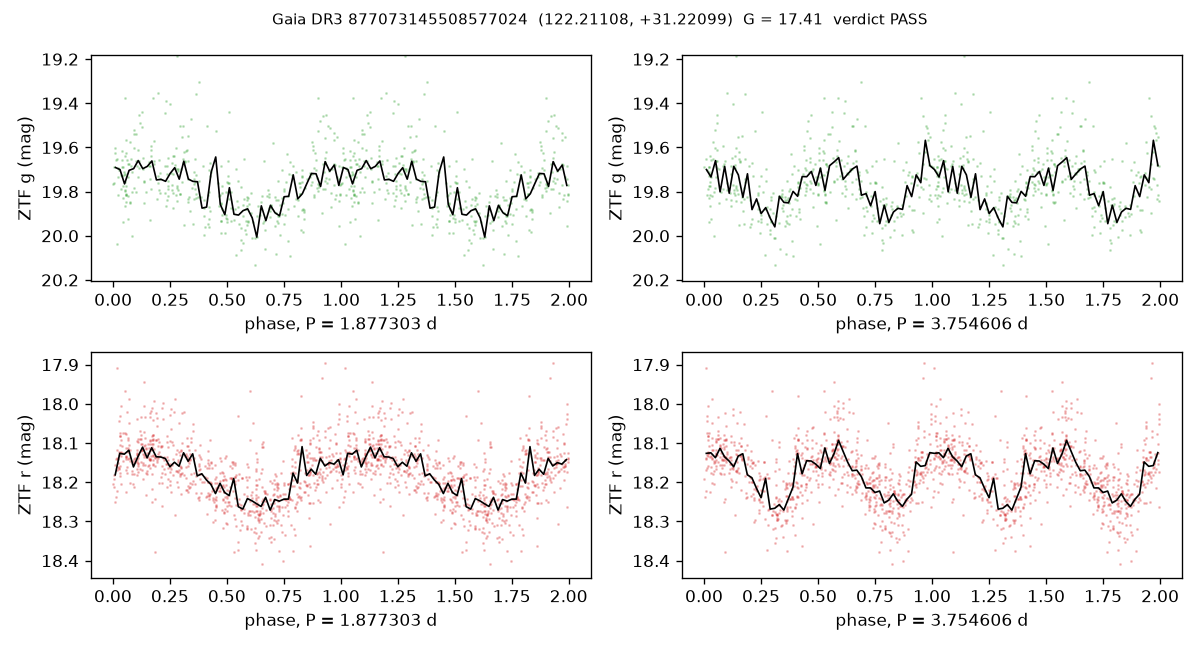 Gaia DR3 877073145508577024  (122.21108, +31.22099)  G = 17.41  verdict PASS
ZTF g (mag)
19.2
19.4
19.6
19.8
20.0
20.2
0.00 0.25 0.50 0.75 1.00 1.25 1.50 1.75 2.00
phase, P = 1.877303 d
ZTF g (mag)
19.2
19.4
19.6
19.8
20.0
20.2
0.00 0.25 0.50 0.75 1.00 1.25 1.50 1.75 2.00
phase, P = 3.754606 d
ZTF r (mag)
17.9
18.0
18.1
18.2
18.3
18.4
0.00 0.25 0.50 0.75 1.00 1.25 1.50 1.75 2.00
phase, P = 1.877303 d
ZTF r (mag)
17.9
18.0
18.1
18.2
18.3
18.4
0.00 0.25 0.50 0.75 1.00 1.25 1.50 1.75 2.00
phase, P = 3.754606 d